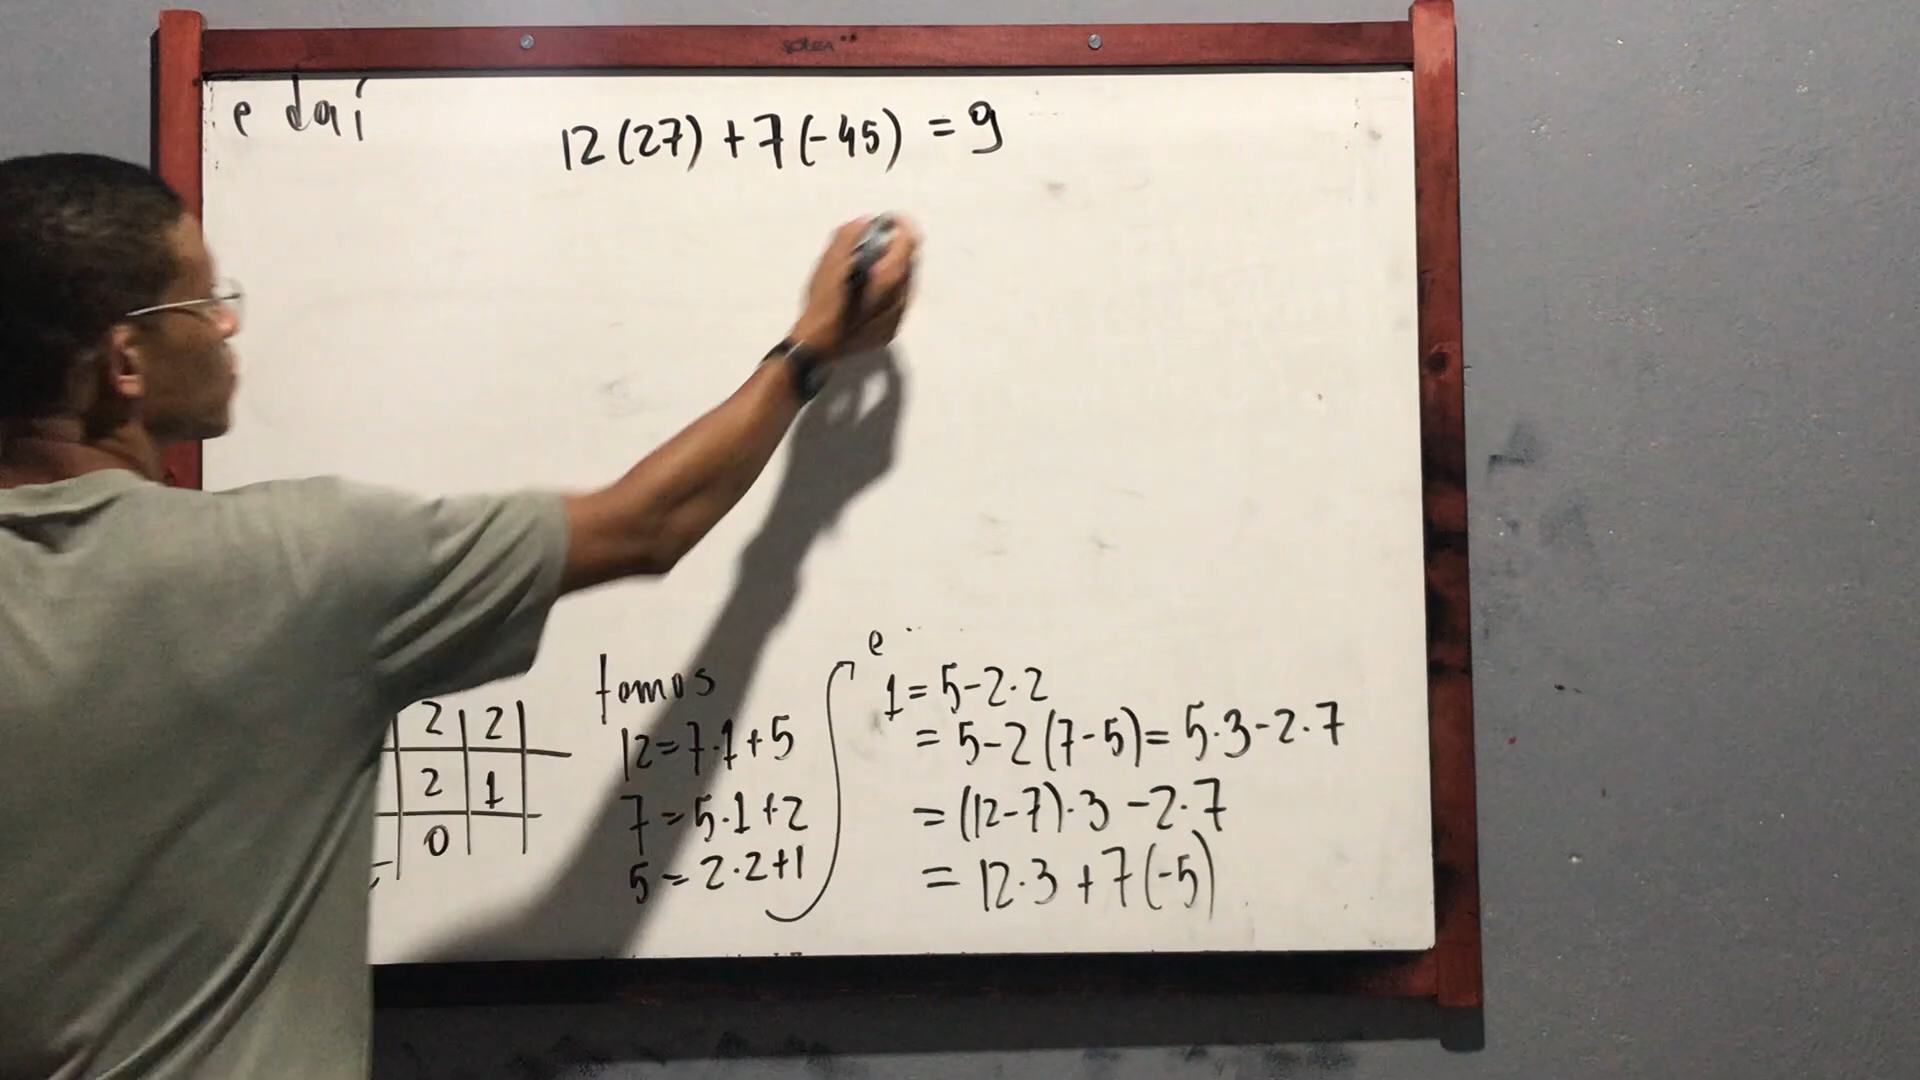 e daí
12(27) + 7(-45) = 9
2 2
2 1
0
temos
12=7·1+5
7=5·1+2
5=2·2+1
e
1=5-2·2
=5-2(7-5)=5·3-2·7
=(12-7)·3-2·7
=12·3+7(-5)